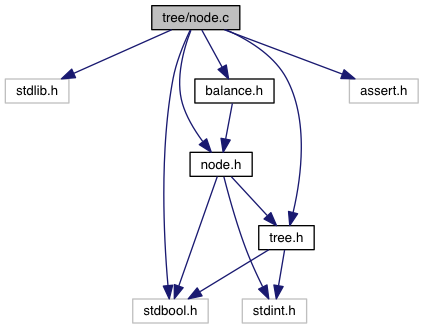 tree/node.c
stdlib.h
balance.h
assert.h
node.h
tree.h
stdbool.h
stdint.h